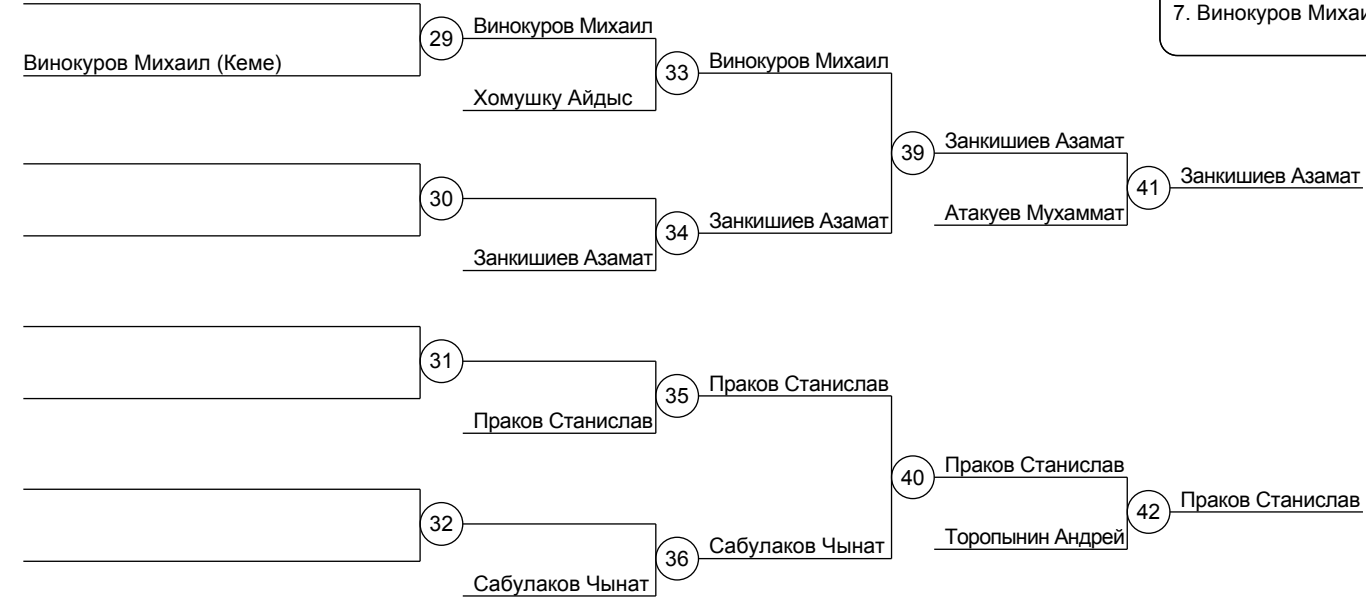 7. Винокуров Михаи
29
Винокуров Михаил
Винокуров Михаил (Кеме)
33
Винокуров Михаил
Хомушку Айдыс
39
Занкишиев Азамат
30
41
Занкишиев Азамат
34
Занкишиев Азамат
Атакуев Мухаммат
Занкишиев Азамат
31
35
Праков Станислав
Праков Станислав
40
Праков Станислав
32
42
Праков Станислав
36
Сабулаков Чынат
Торопынин Андрей
Сабулаков Чынат